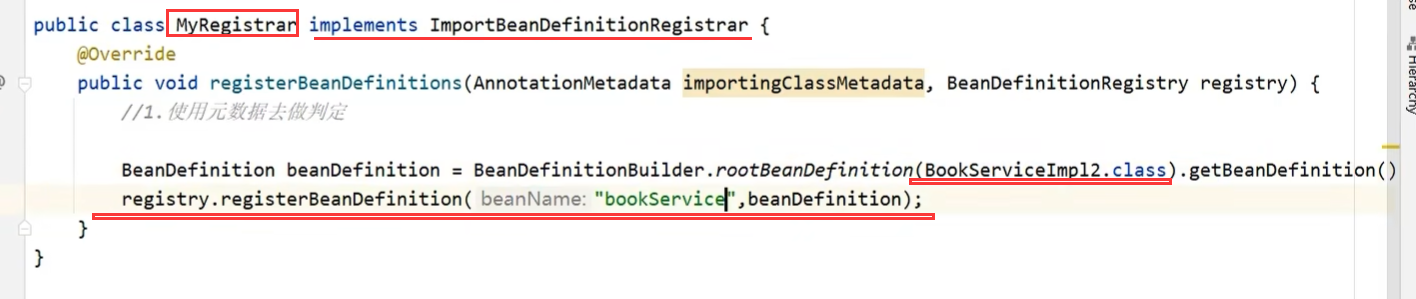 public class MyRegistrar implements ImportBeanDefinitionRegistrar {
@Override
public void registerBeanDefinitions(AnnotationMetadata importingClassMetadata, BeanDefinitionRegistry registry) {
//1.使用元数据去做判定
BeanDefinition beanDefinition = BeanDefinitionBuilder.rootBeanDefinition(BookServiceImpl2.class).getBeanDefinition()
registry.registerBeanDefinition( beanName: "bookService",beanDefinition);
}
}
Hierarchy